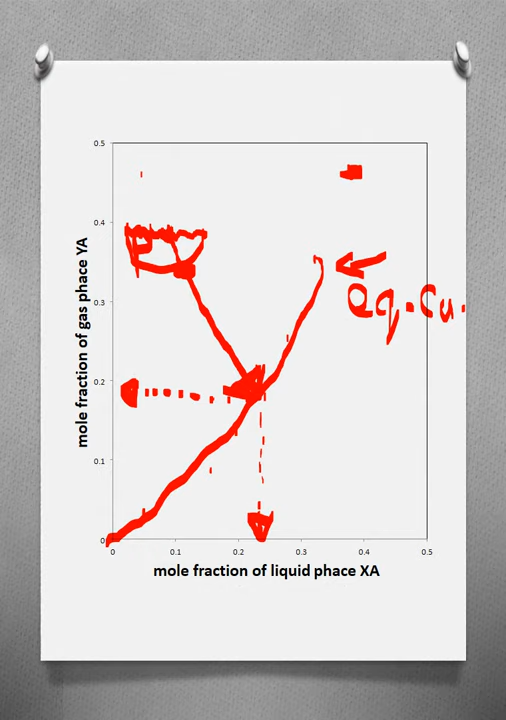 0.5
0.4
0.3
0.2
0.1
0
mole fraction of gas phace YA
P
eq. cu.
0 0.1 0.2 0.3 0.4 0.5
mole fraction of liquid phace XA